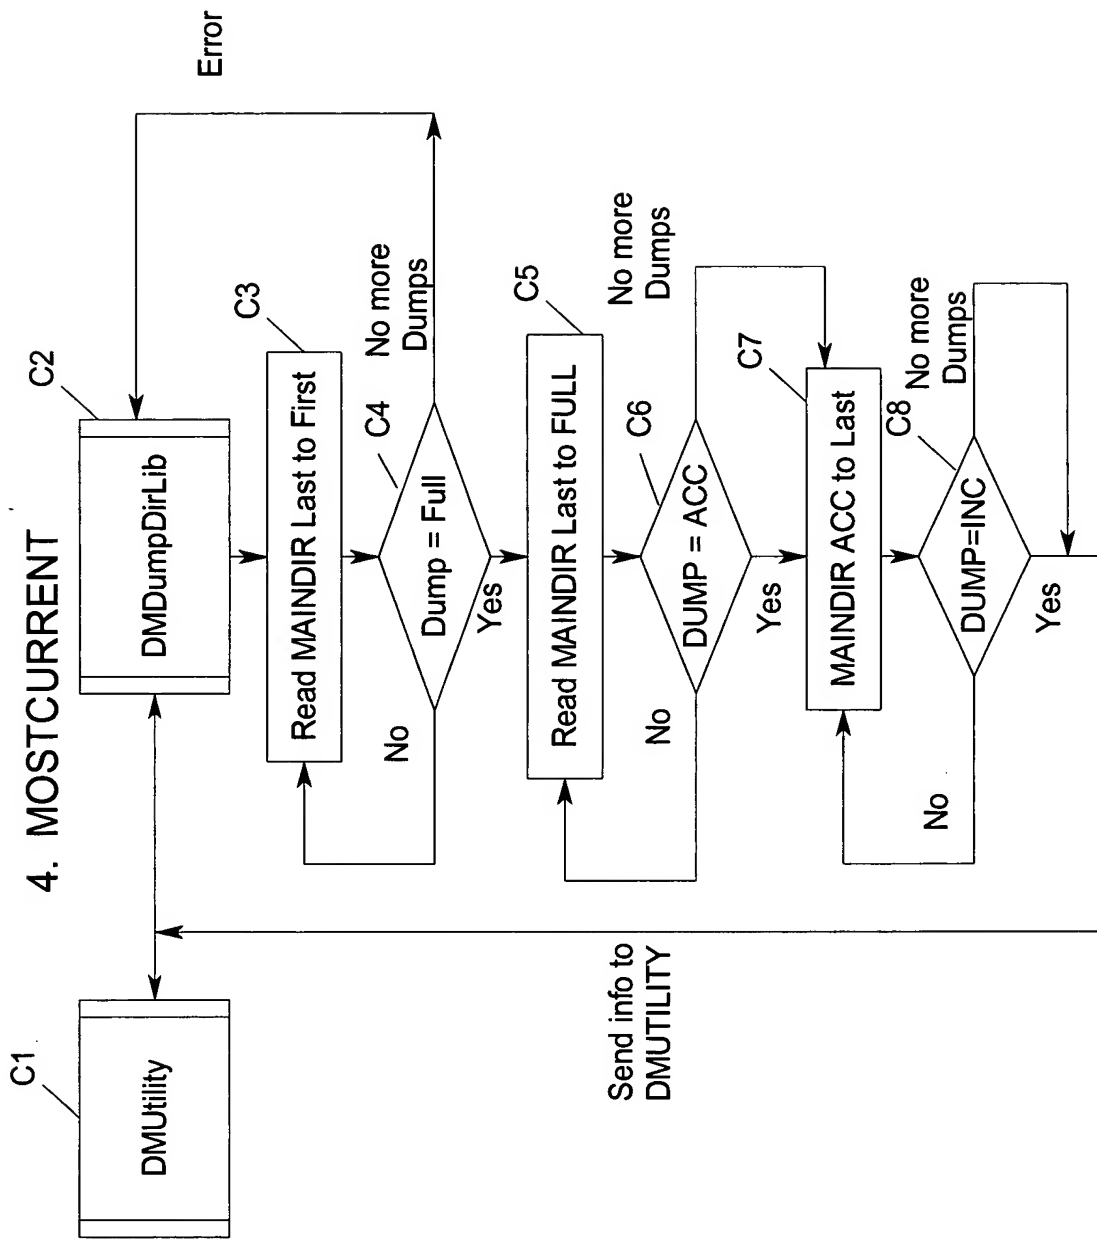 4. MOSTCURRENT
C1
DMUtility
C2
DMDumpDirLib
Error
C3
Read MAINDIR Last to First
C4
Dump = Full
No
Yes
No more
Dumps
C5
Read MAINDIR Last to FULL
C6
DUMP = ACC
No
Yes
No more
Dumps
C7
MAINDIR ACC to Last
C8
DUMP=INC
No
Yes
No more
Dumps
Send info to
DMUTILITY